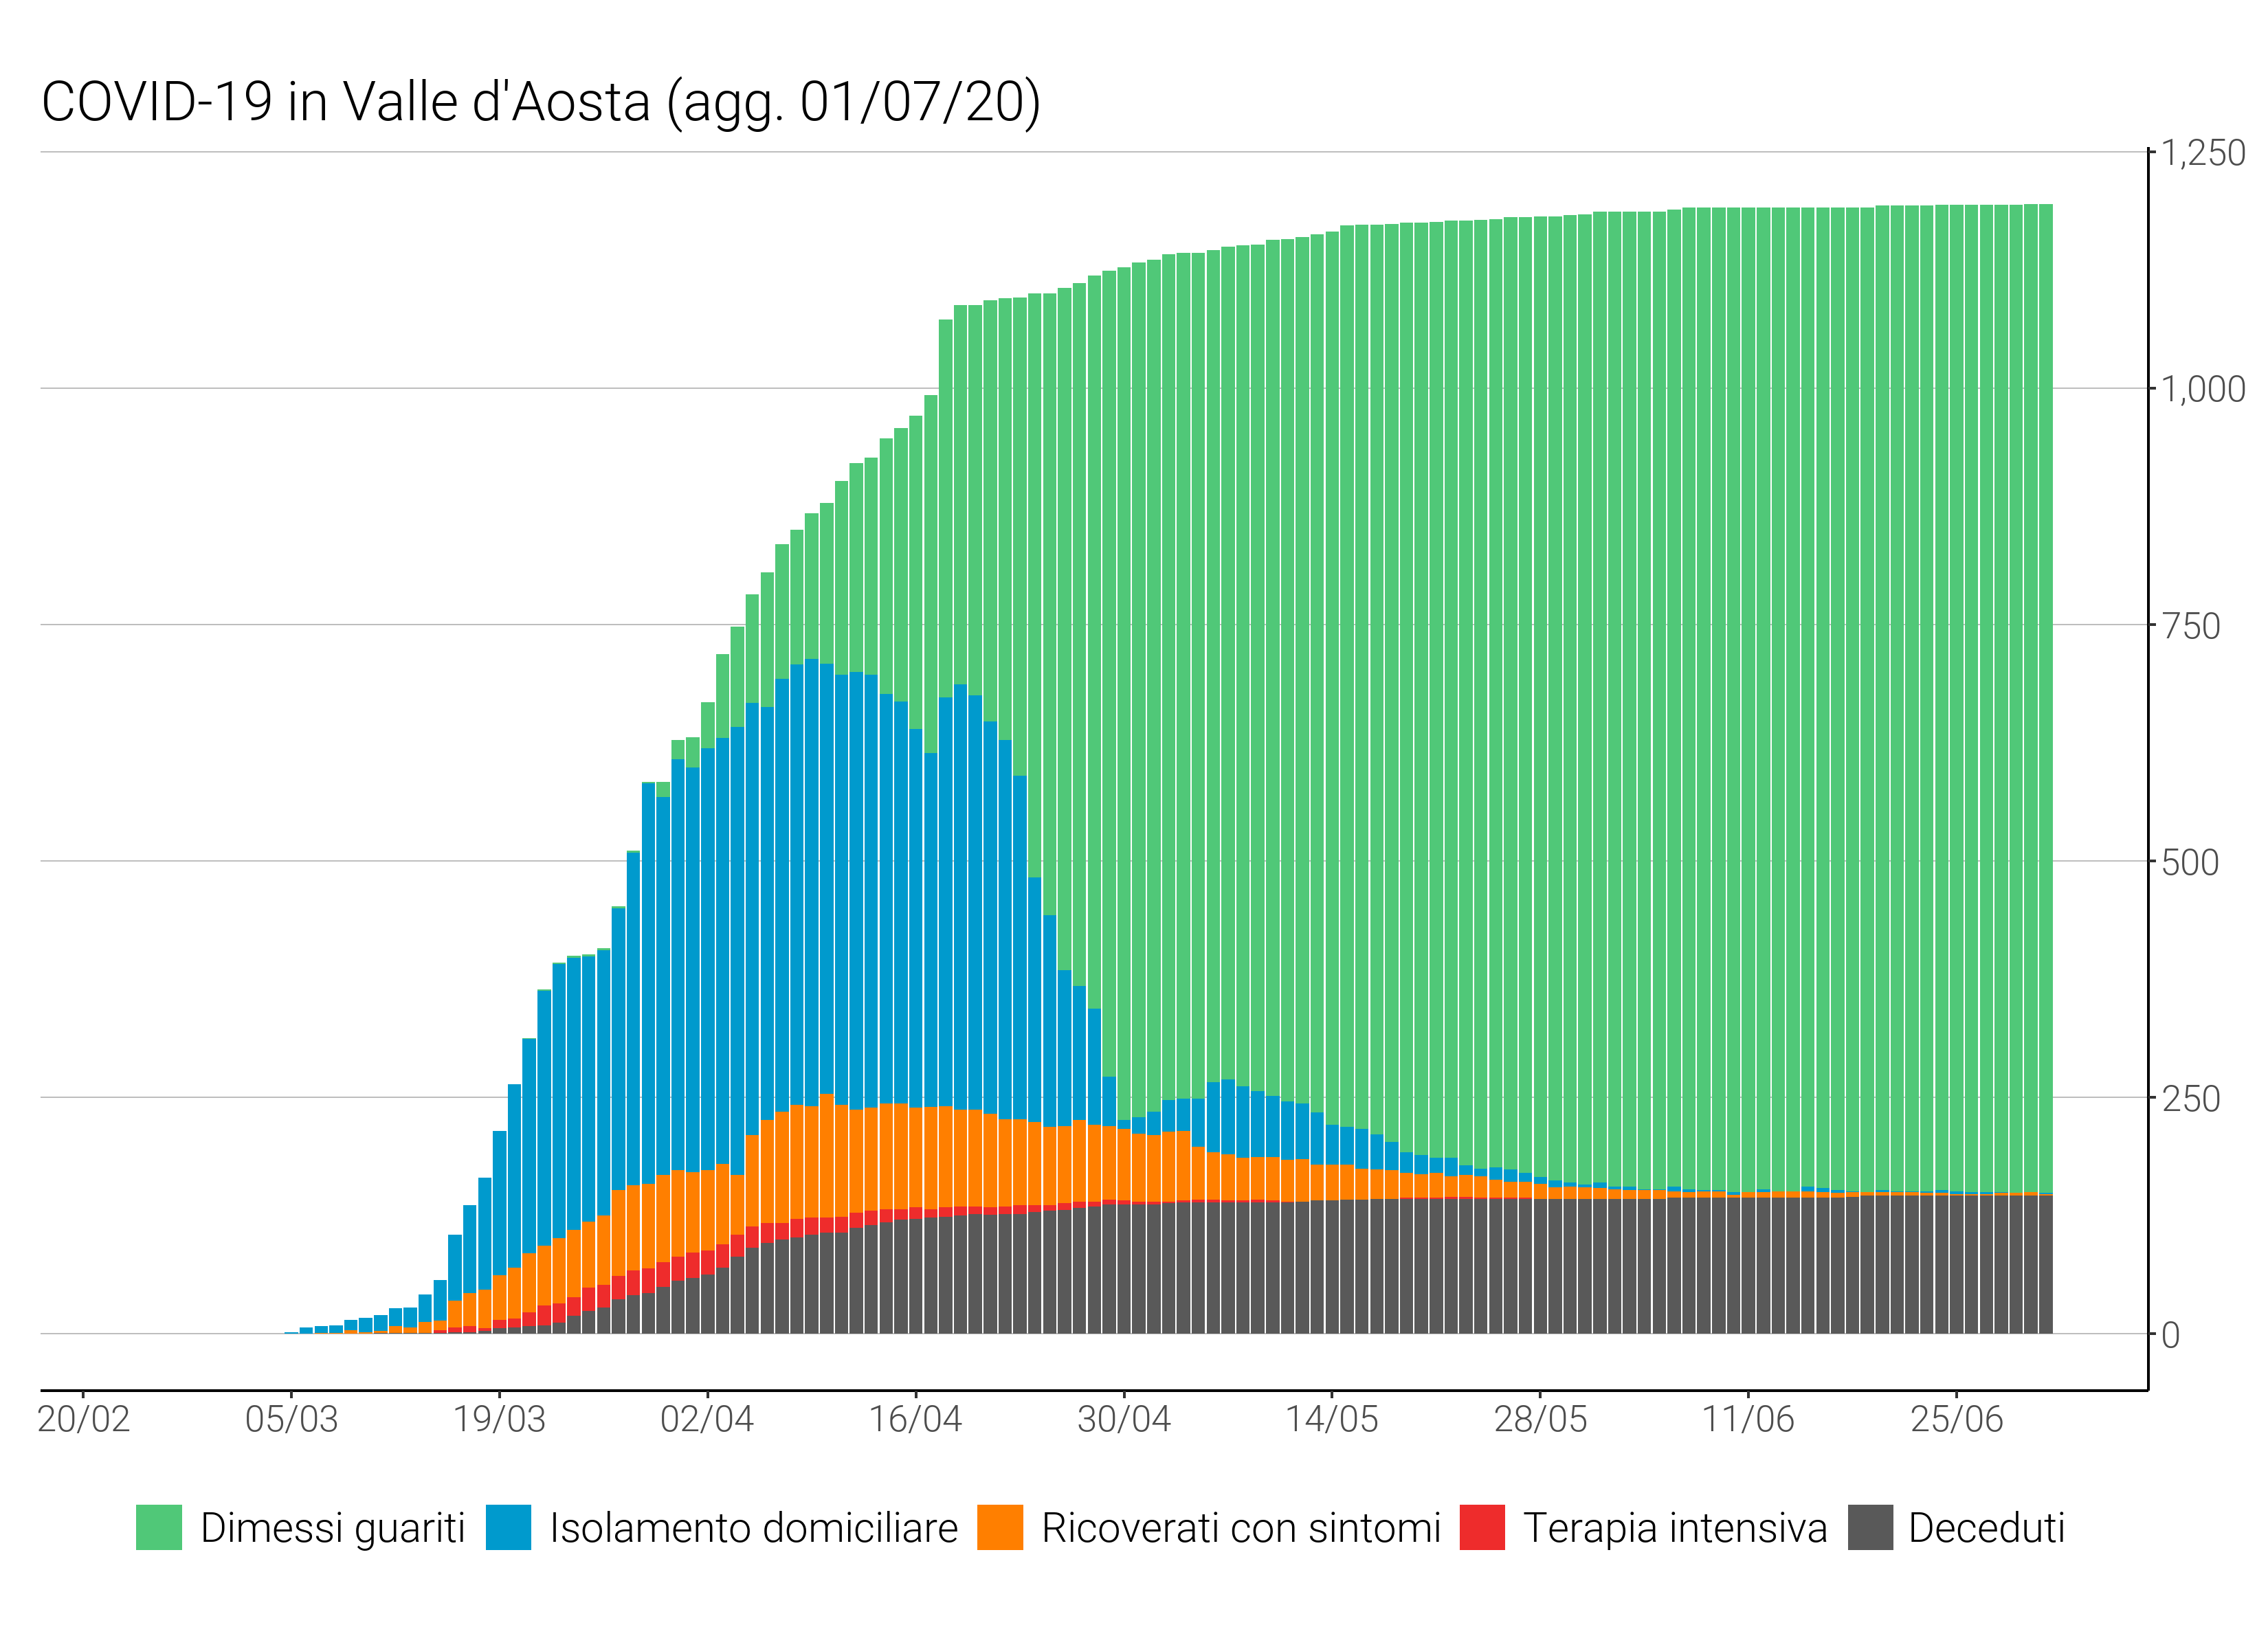 COVID-19 in Valle d'Aosta (agg. 01/07/20)
1,250
1,000
750
500
250
0
20/02 05/03 19/03 02/04 16/04 30/04 14/05 28/05 11/06 25/06
Dimessi guariti Isolamento domiciliare Ricoverati con sintomi Terapia intensiva Deceduti